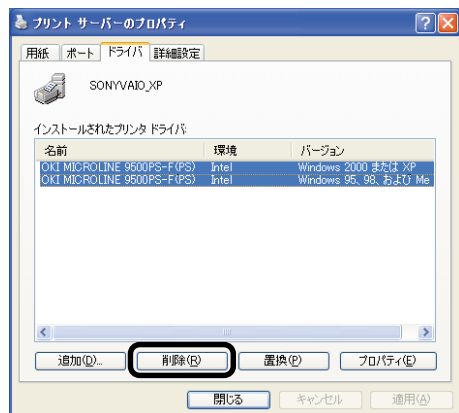 プリント サーバーのプロパティ
用紙 ポート ドライバ 詳細設定
SONYVAIO_XP
インストールされたプリンタ ドライバ:
名前 環境 バージョン
OKI MICROLINE 9500PS-F(PS) Intel Windows 2000 または XP
OKI MICROLINE 9500PS-F(PS) Intel Windows 95、98、および Me
追加(D)... 削除(R) 置換(P) プロパティ(E)
閉じる キャンセル 適用(A)